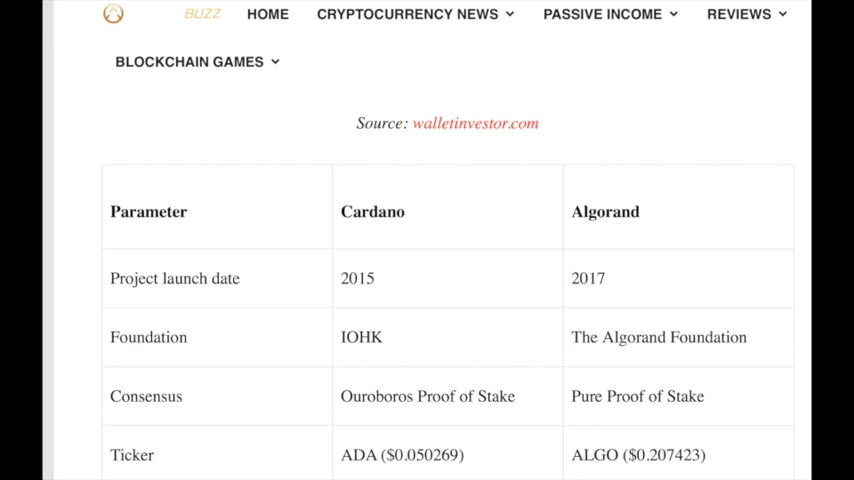 BUZZ HOME CRYPTOCURRENCY NEWS PASSIVE INCOME REVIEWS
BLOCKCHAIN GAMES
Source: walletinvestor.com
Parameter Cardano Algorand
Project launch date 2015 2017
Foundation IOHK The Algorand Foundation
Consensus Ouroboros Proof of Stake Pure Proof of Stake
Ticker ADA ($0.050269) ALGO ($0.207423)